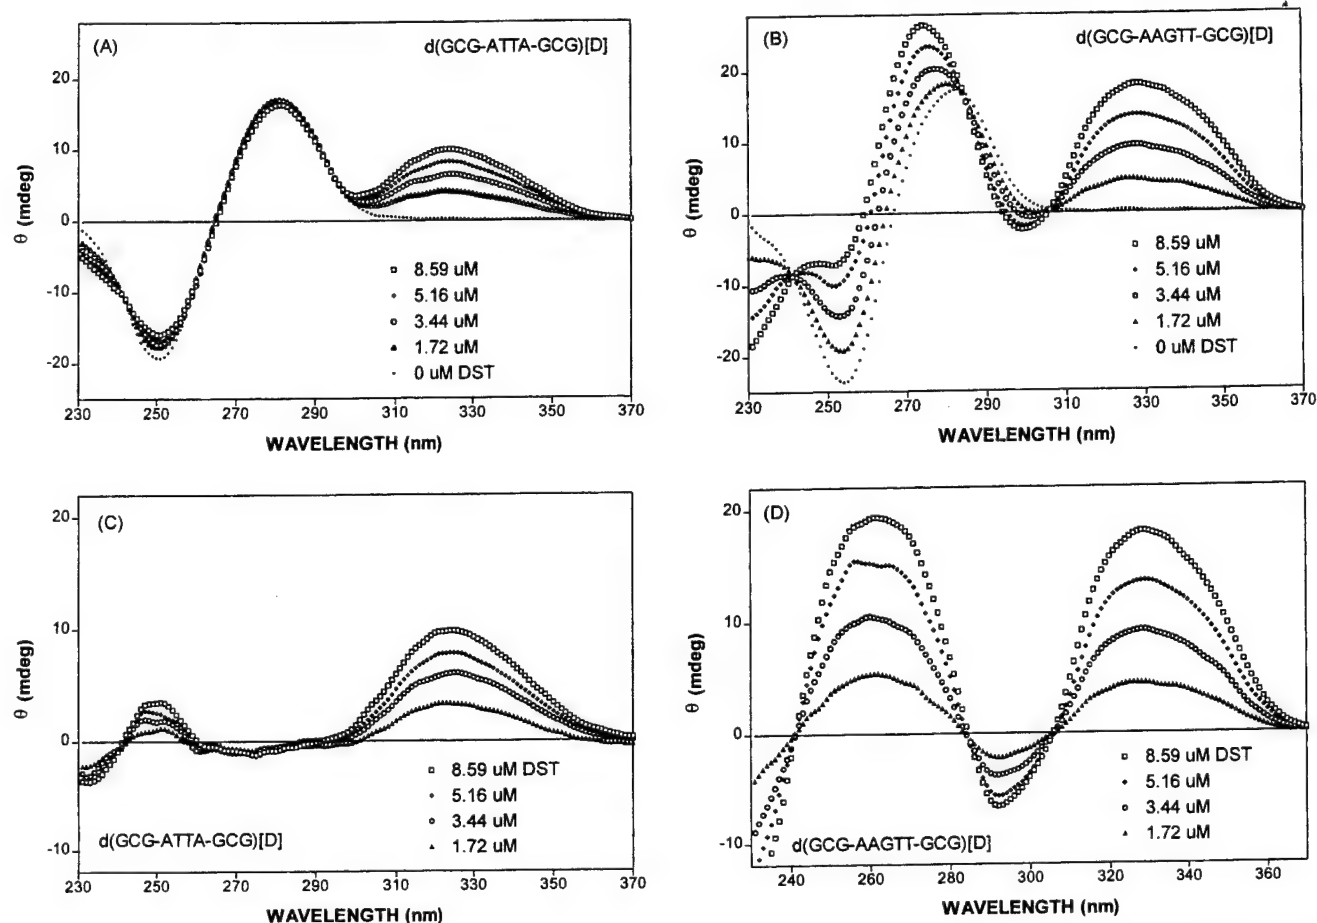 (A)
d(GCG-ATTA-GCG)[D]
20
10
0
-10
-20
θ (mdeg)
8.59 uM
5.16 uM
3.44 uM
1.72 uM
0 uM DST
230 250 270 290 310 330 350 370
WAVELENGTH (nm)
(B)
d(GCG-AAGTT-GCG)[D]
20
10
0
-10
-20
θ (mdeg)
8.59 uM
5.16 uM
3.44 uM
1.72 uM
0 uM DST
230 250 270 290 310 330 350 370
WAVELENGTH (nm)
(C)
20
10
0
-10
θ (mdeg)
8.59 uM DST
5.16 uM
3.44 uM
1.72 uM
d(GCG-ATTA-GCG)[D]
230 250 270 290 310 330 350 370
WAVELENGTH (nm)
(D)
20
10
0
-10
θ (mdeg)
8.59 uM DST
5.16 uM
3.44 uM
1.72 uM
d(GCG-AAGTT-GCG)[D]
240 260 280 300 320 340 360
WAVELENGTH (nm)